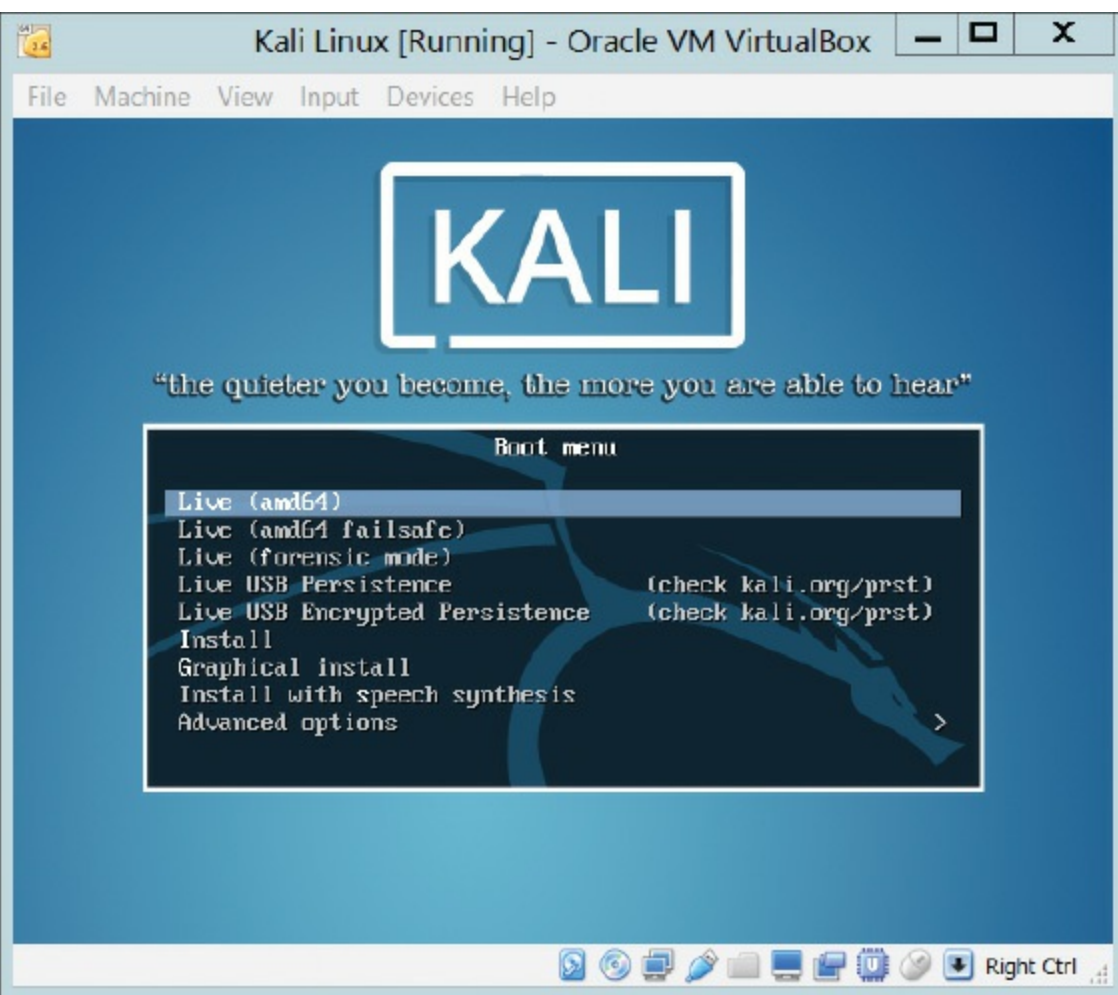 Kali Linux [Running] - Oracle VM VirtualBox
File Machine View Input Devices Help
KALI
“the quieter you become, the more you are able to hear”
Boot menu
Live (amd64)
Live (amd64 failsafe)
Live (forensic mode)
Live USB Persistence (check kali.org/prst)
Live USB Encrypted Persistence (check kali.org/prst)
Install
Graphical install
Install with speech synthesis
Advanced options >
Right Ctrl